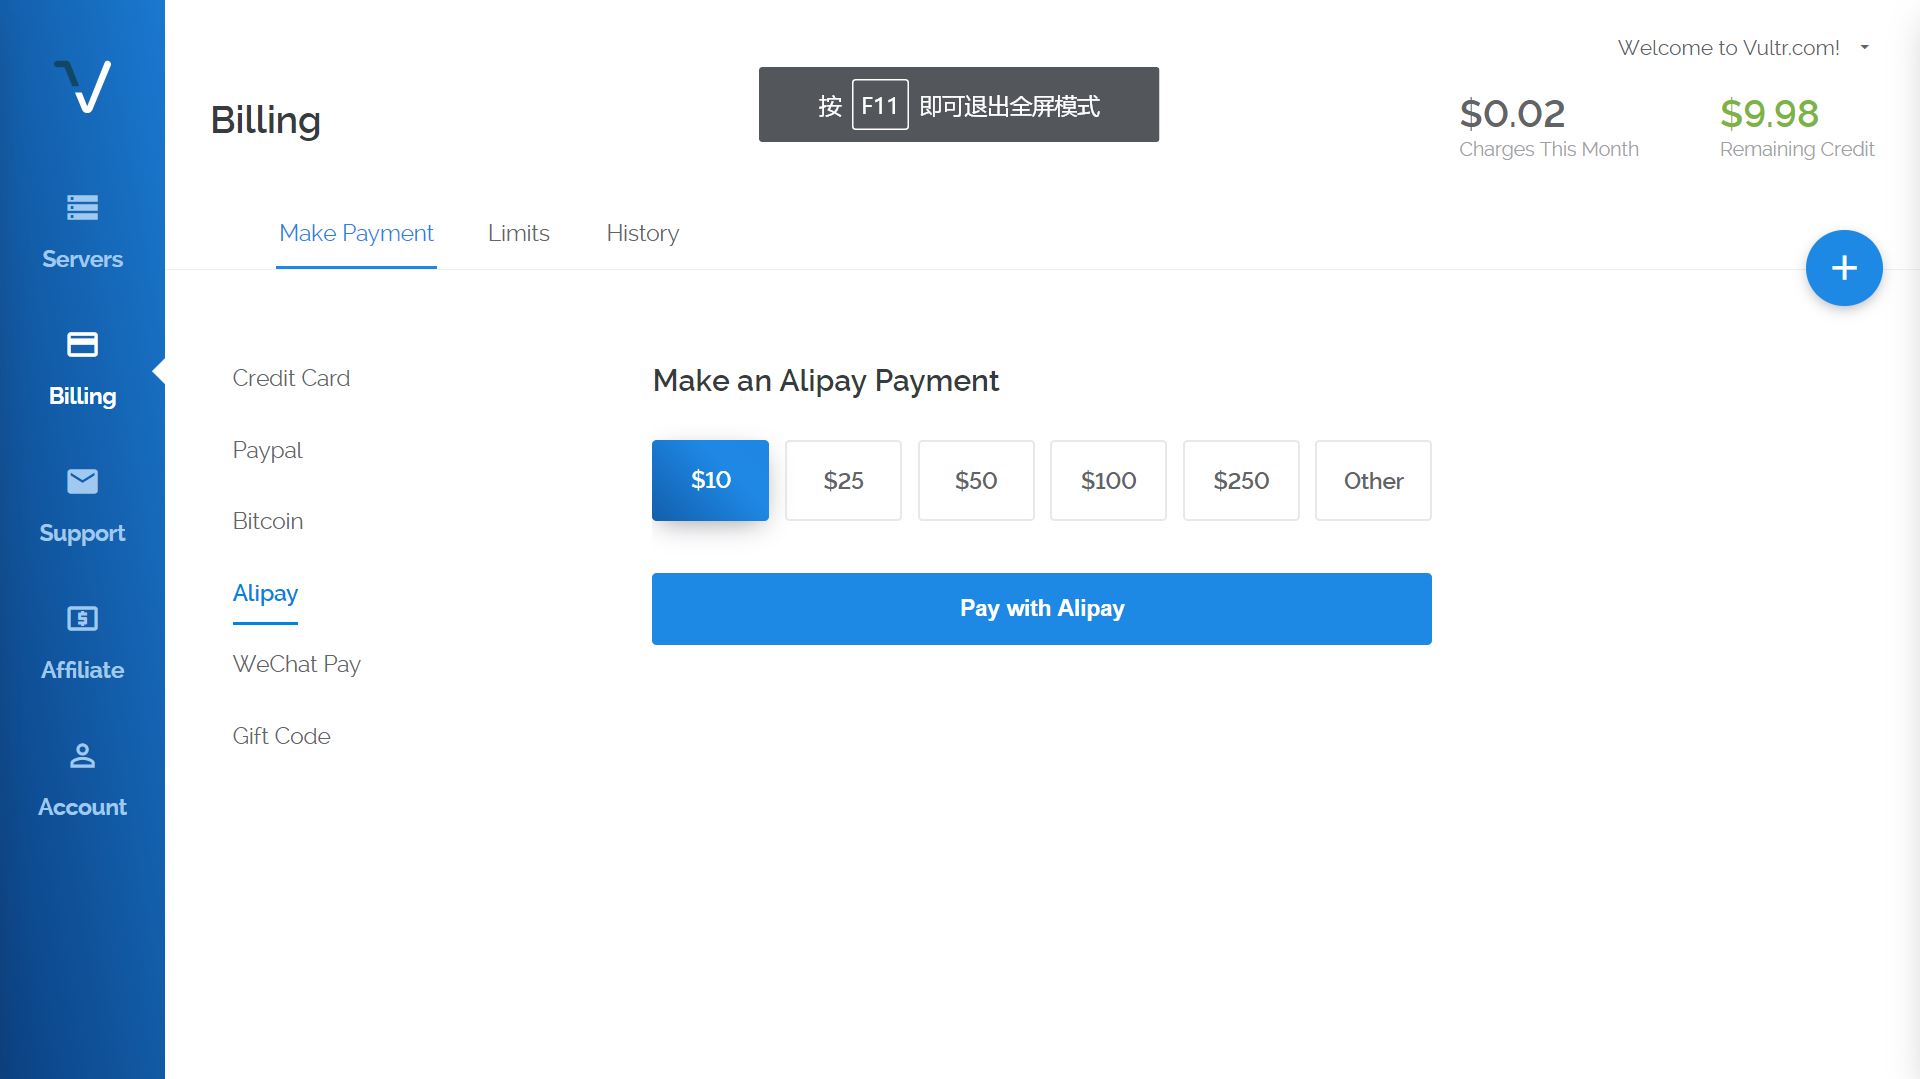 Welcome to Vultr.com!
Billing
按 F11 即可退出全屏模式
$0.02
Charges This Month
$9.98
Remaining Credit
Make Payment
Limits
History
+
Servers
Billing
Support
Affiliate
Account
Credit Card
Paypal
Bitcoin
Alipay
WeChat Pay
Gift Code
Make an Alipay Payment
$10
$25
$50
$100
$250
Other
Pay with Alipay